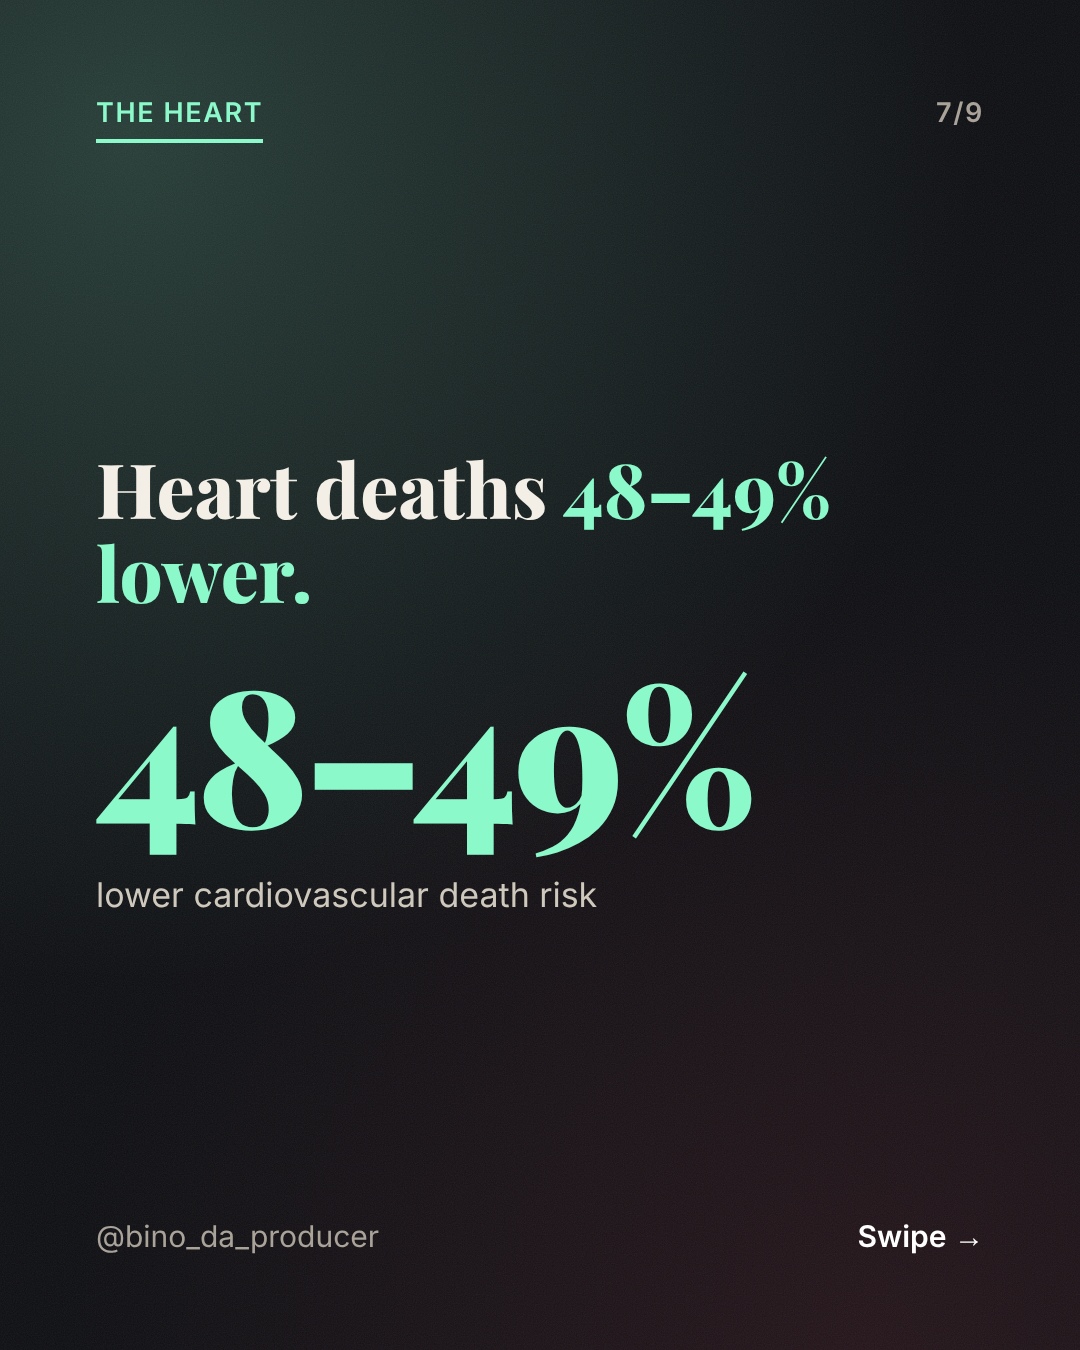 THE HEART
7/9
Heart deaths 48–49%
lower.
48–49%
lower cardiovascular death risk
@bino_da_producer
Swipe →